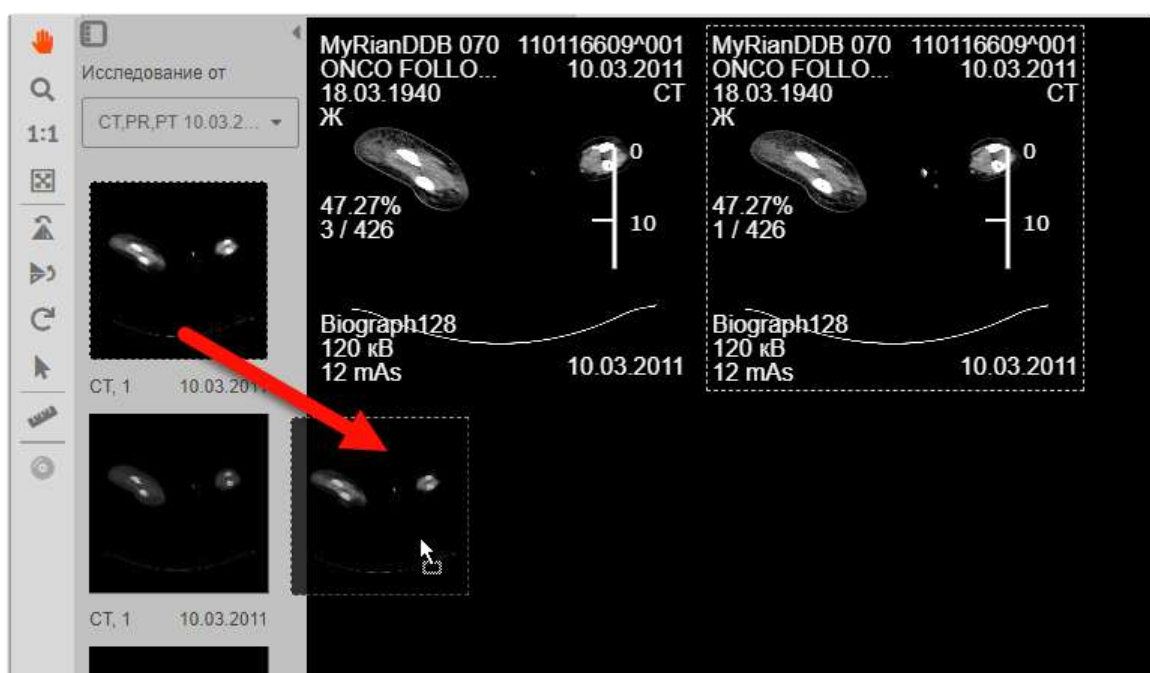 1:1
Исследование от
CT,PR,PT 10.03.2...
CT, 1 10.03.2011
CT, 1 10.03.2011
MyRianDDB 070 110116609^001
ONCO FOLLO... 10.03.2011
18.03.1940 CT
Ж
0
47.27%
3 / 426
10
Biograph128
120 кВ
12 mAs 10.03.2011
MyRianDDB 070 110116609^001
ONCO FOLLO... 10.03.2011
18.03.1940 CT
Ж
0
47.27%
1 / 426
10
Biograph128
120 кВ
12 mAs 10.03.2011